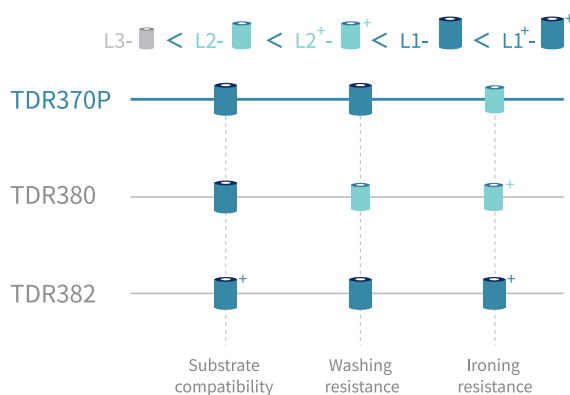 L3- < L2- < L2+- + < L1- < L1+- +
TDR370P
TDR380 +
TDR382 + +
Substrate compatibility
Washing resistance
Ironing resistance